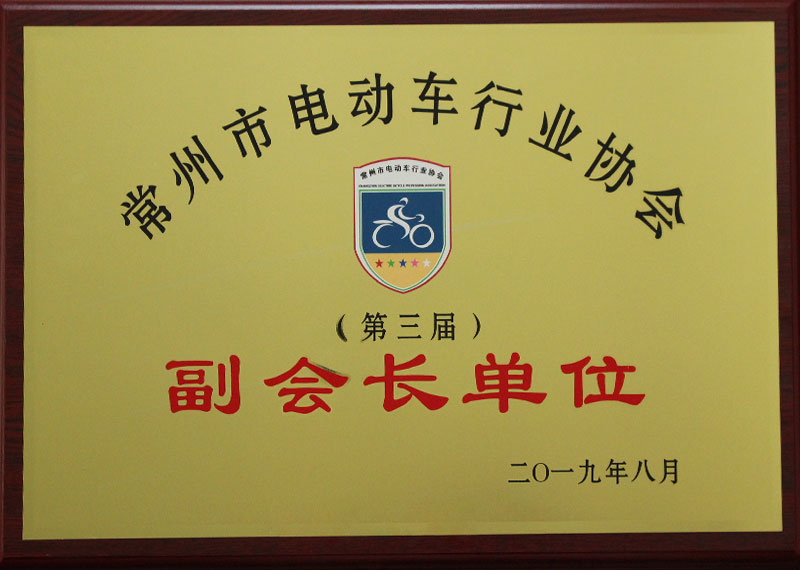 常州市电动车行业协会
常州市电动车行业协会
（第三届）
副会长单位
二〇一九年八月